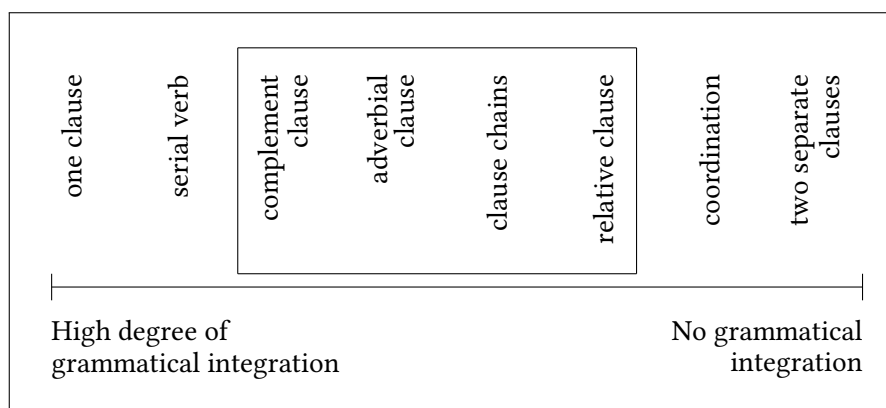 one clause
serial verb
complement
clause
adverbial
clause
clause chains
relative clause
coordination
two separate
clauses
High degree of
grammatical integration
No grammatical
integration